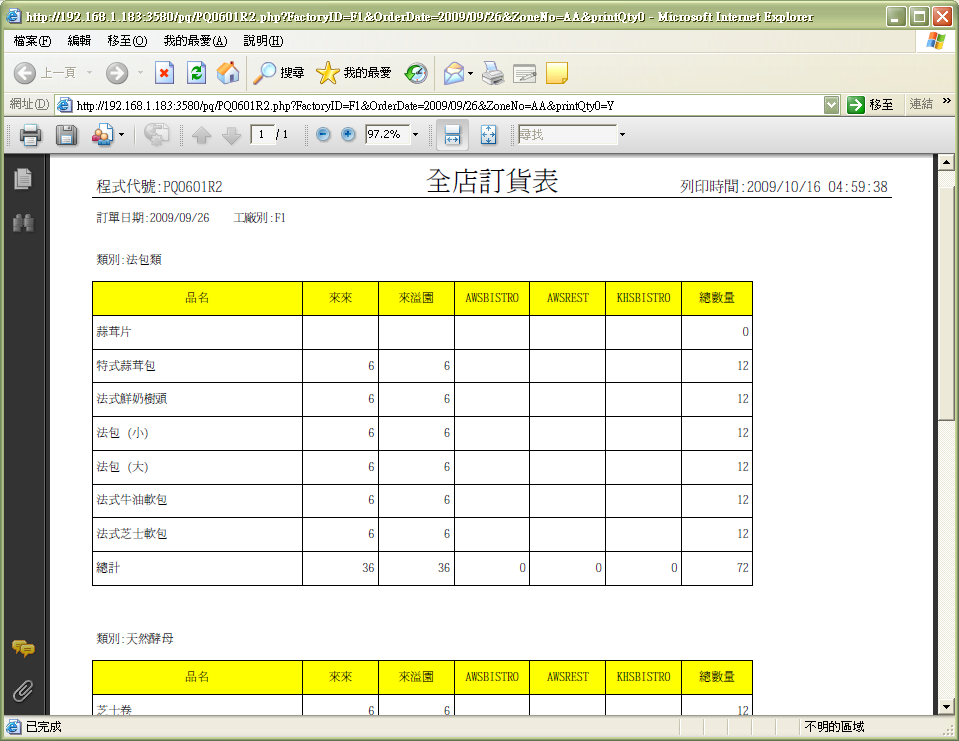 http://192.168.1.183:3580/pq/PQ0601R2.php?FactoryID=F1&OrderDate=2009/09/26&ZoneNo=AA&printQty0 - Microsoft Internet Explorer
檔案(F) 編輯 移至(O) 我的最愛(A) 說明(H)
上一頁 搜尋 我的最愛
網址(D) http://192.168.1.183:3580/pq/PQ0601R2.php?FactoryID=F1&OrderDate=2009/09/26&ZoneNo=AA&printQty0=Y 移至 連結 »
1 / 1 97.2% 尋找
程式代號:PQ0601R2 全店訂貨表 列印時間:2009/10/16 04:59:38
訂單日期:2009/09/26 工廠別:F1
類別:法包類
品名 來來 來溢園 AWSBISTRO AWSREST KHSBISTRO 總數量
蒜茸片 0
特式蒜茸包 6 6 12
法式鮮奶樹頭 6 6 12
法包 (小) 6 6 12
法包 (大) 6 6 12
法式牛油軟包 6 6 12
法式芝士軟包 6 6 12
總計 36 36 0 0 0 72
類別:天然酵母
品名 來來 來溢園 AWSBISTRO AWSREST KHSBISTRO 總數量
芝士卷 6 6 12
已完成 不明的區域